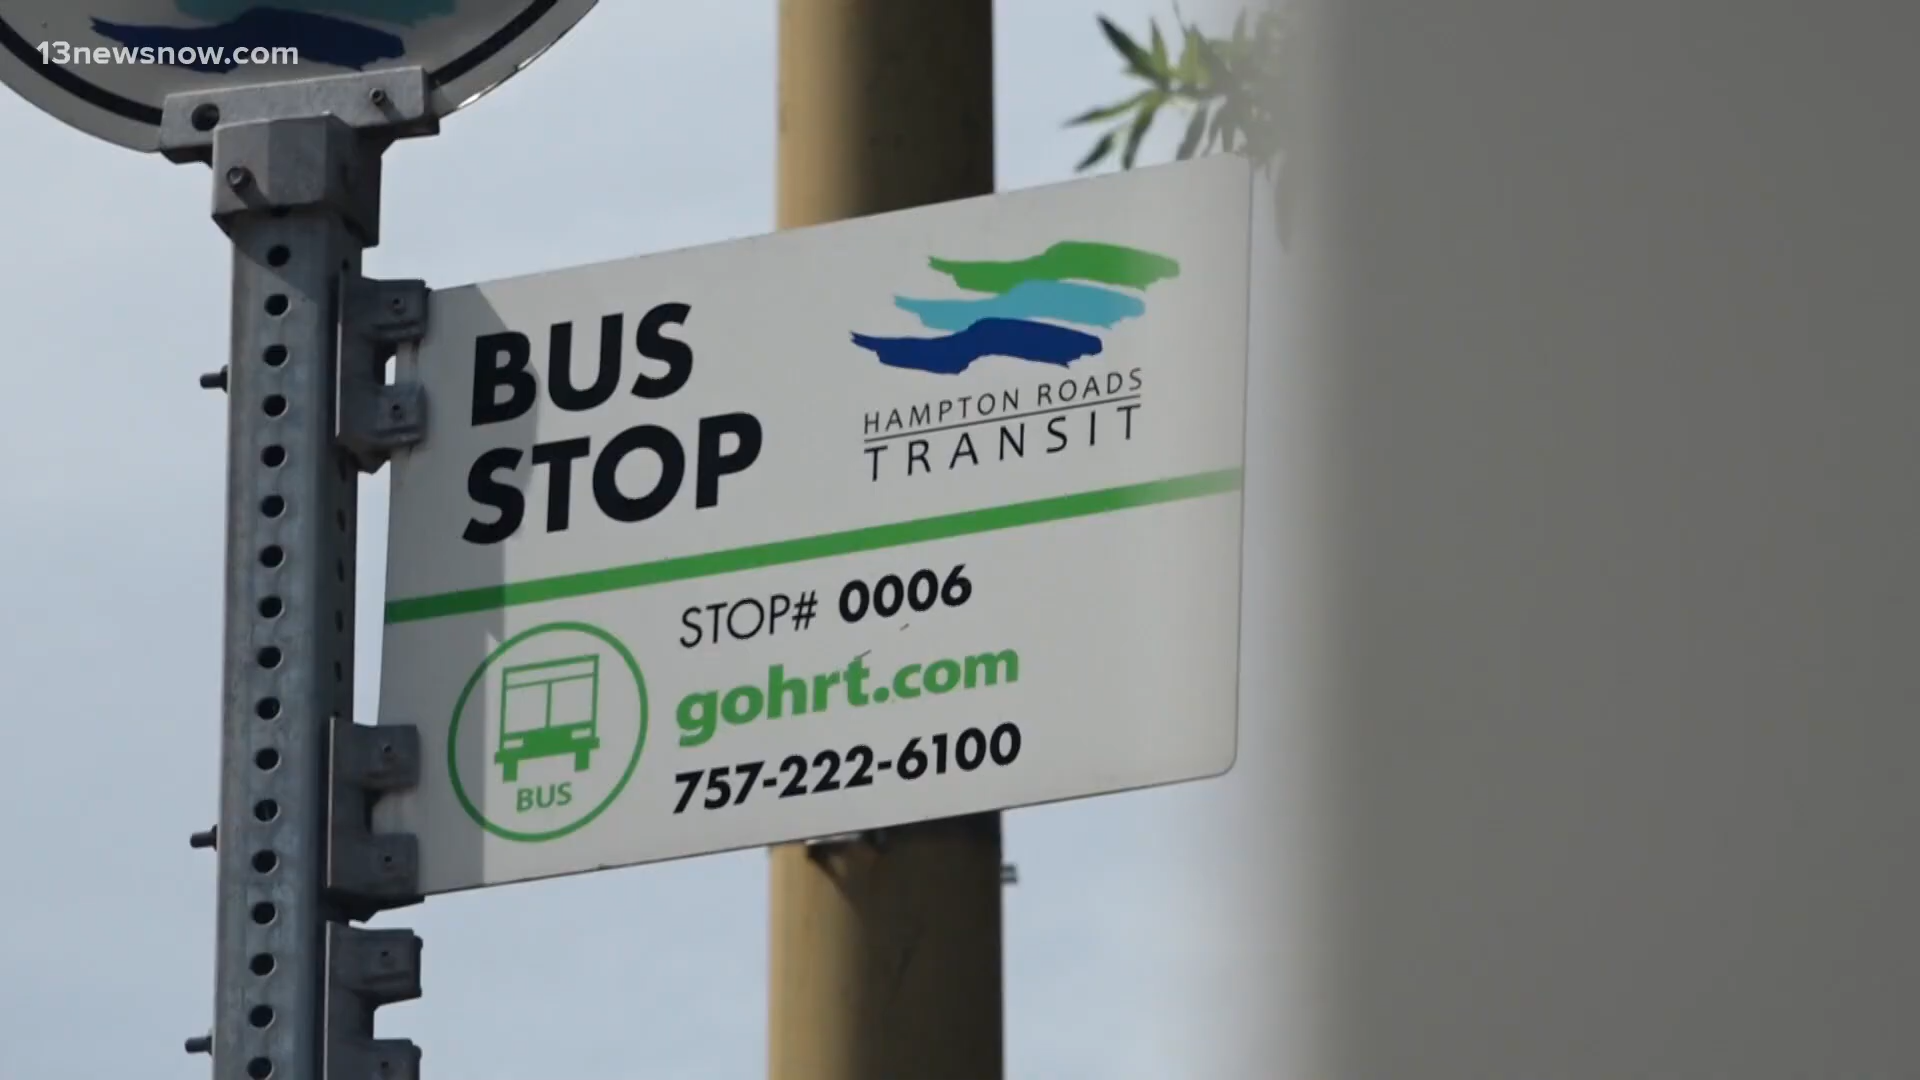 13newsnow.com
BUS
STOP
HAMPTON ROADS
TRANSIT
STOP# 0006
gohrt.com
757-222-6100
BUS